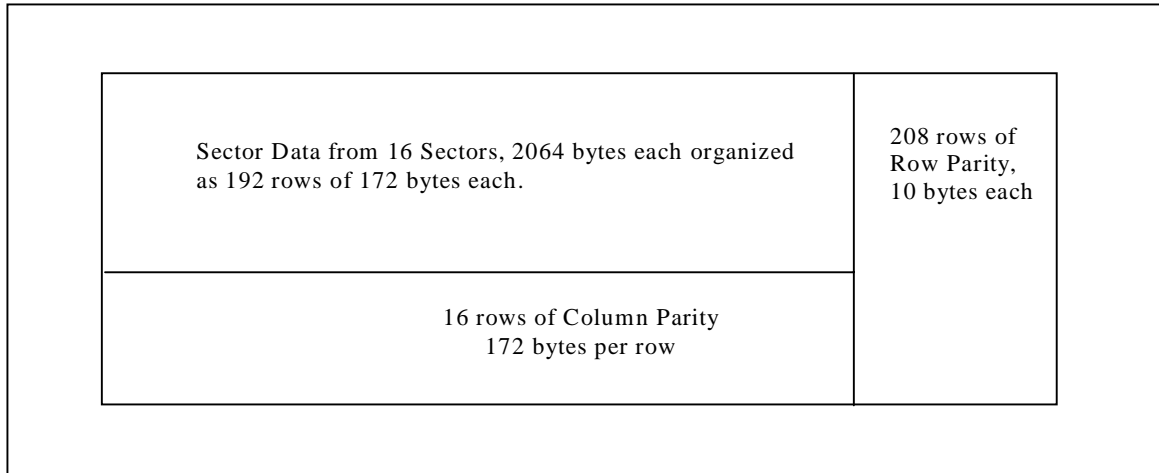 Sector Data from 16 Sectors, 2064 bytes each organized
as 192 rows of 172 bytes each.
208 rows of
Row Parity,
10 bytes each
16 rows of Column Parity
172 bytes per row